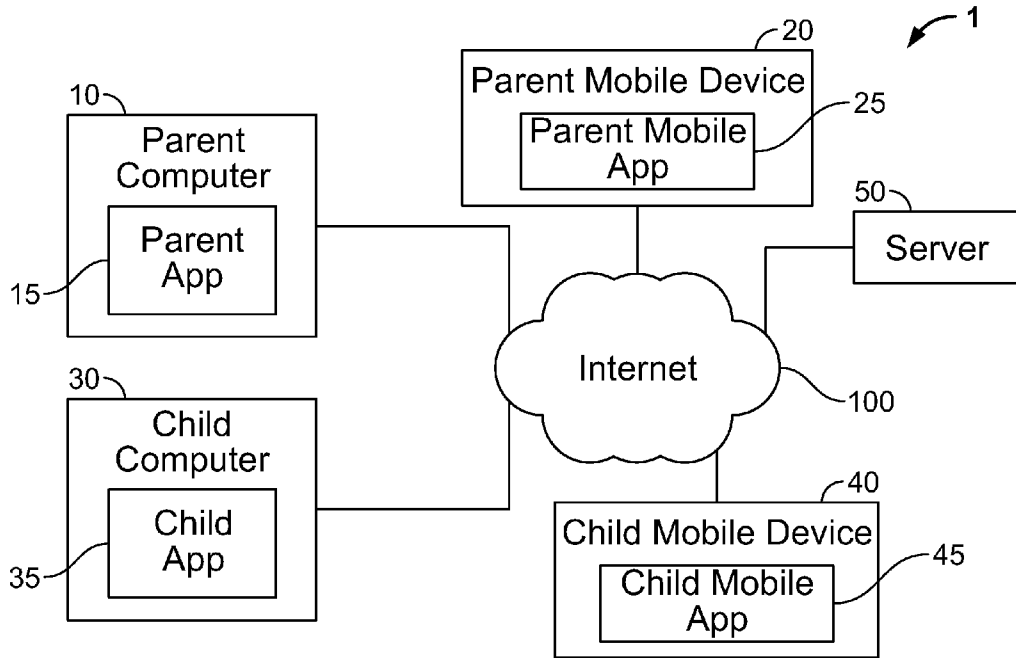 1
20
Parent Mobile Device
25
Parent Mobile
App
10
Parent
Computer
Parent
App
15
50
Server
Internet
100
30
Child
Computer
Child
App
35
40
Child Mobile Device
Child Mobile
App
45